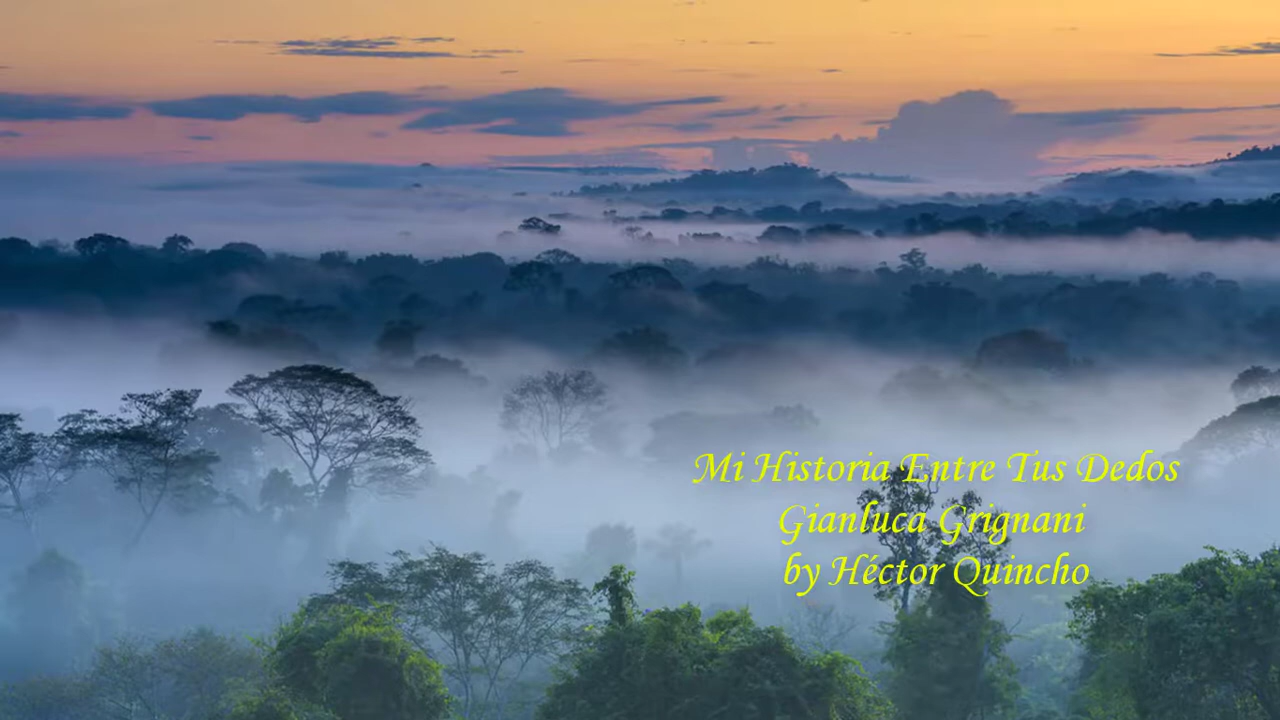 Mi Historia Entre Tus Dedos
Gianluca Grignani
by Héctor Quincho